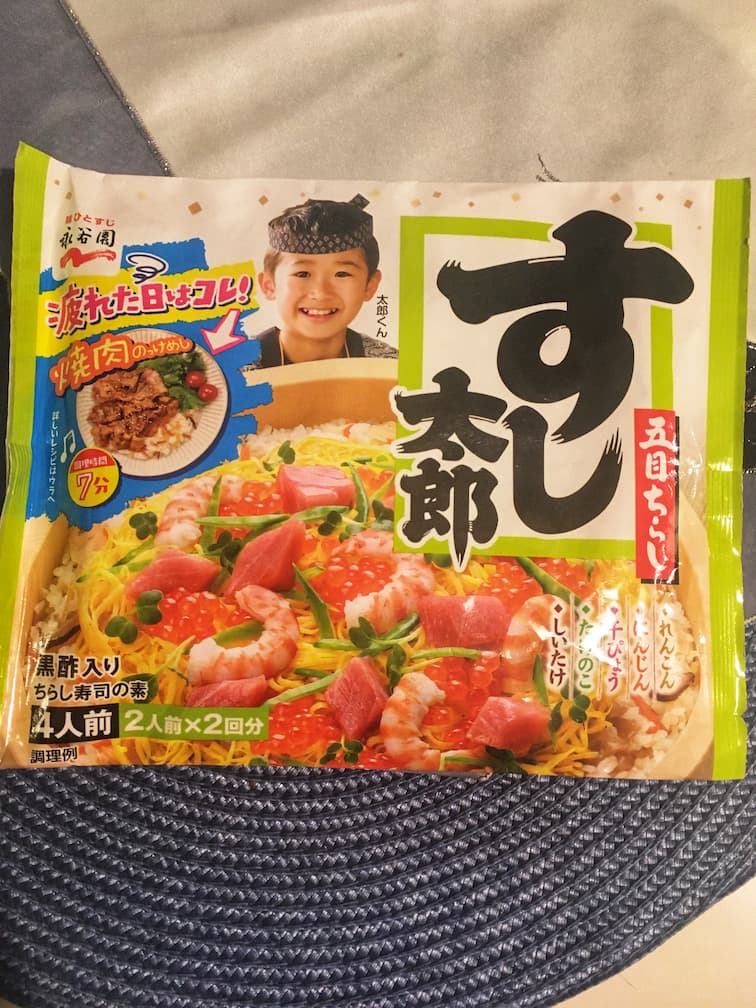 味ひとすじ
永谷園
疲れた日はコレ!
焼肉のっけめし
詳しいレシピはウラへ
調理時間
7分
太郎くん
すし
太郎
五目ちらし
◆れんこん
◆にんじん
◆干ぴょう
◆たけのこ
◆しいたけ
黒酢入り
ちらし寿司の素
4人前 2人前×2回分
調理例